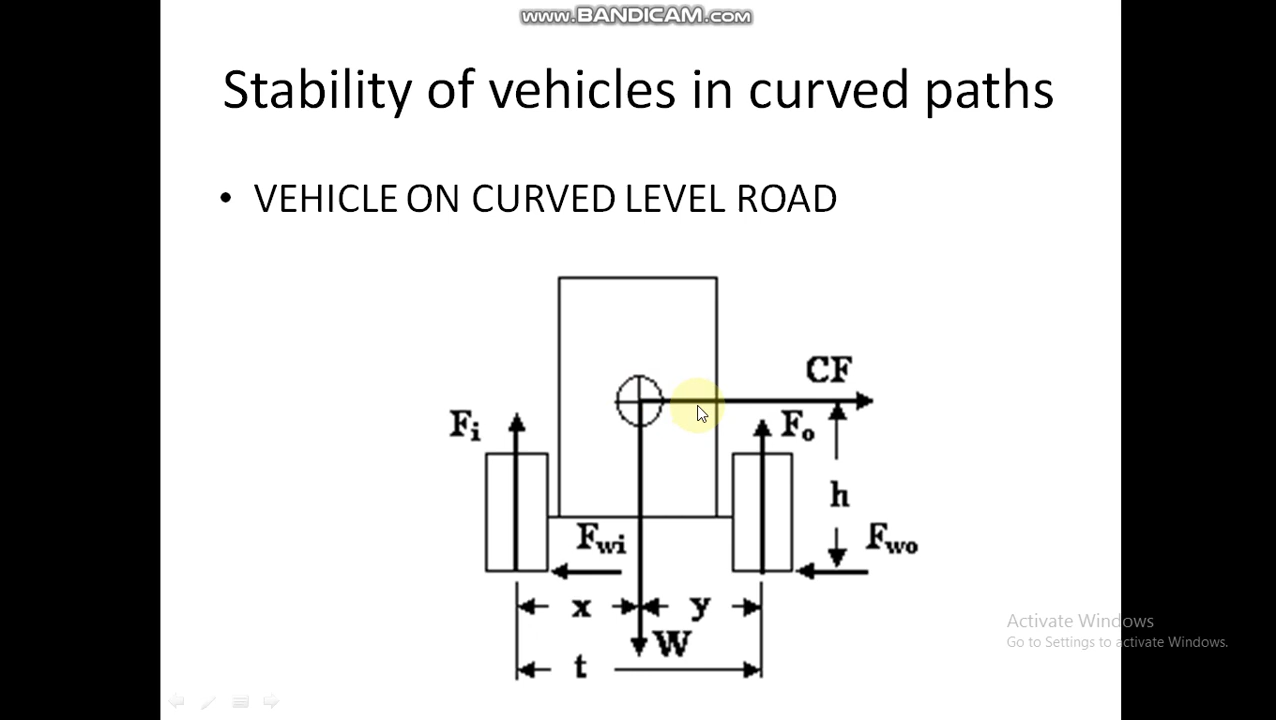 www.BANDICAM.com
Stability of vehicles in curved paths
• VEHICLE ON CURVED LEVEL ROAD
CF
Fi
Fo
h
Fwi
Fwo
x
y
W
t
Activate Windows
Go to Settings to activate Windows.